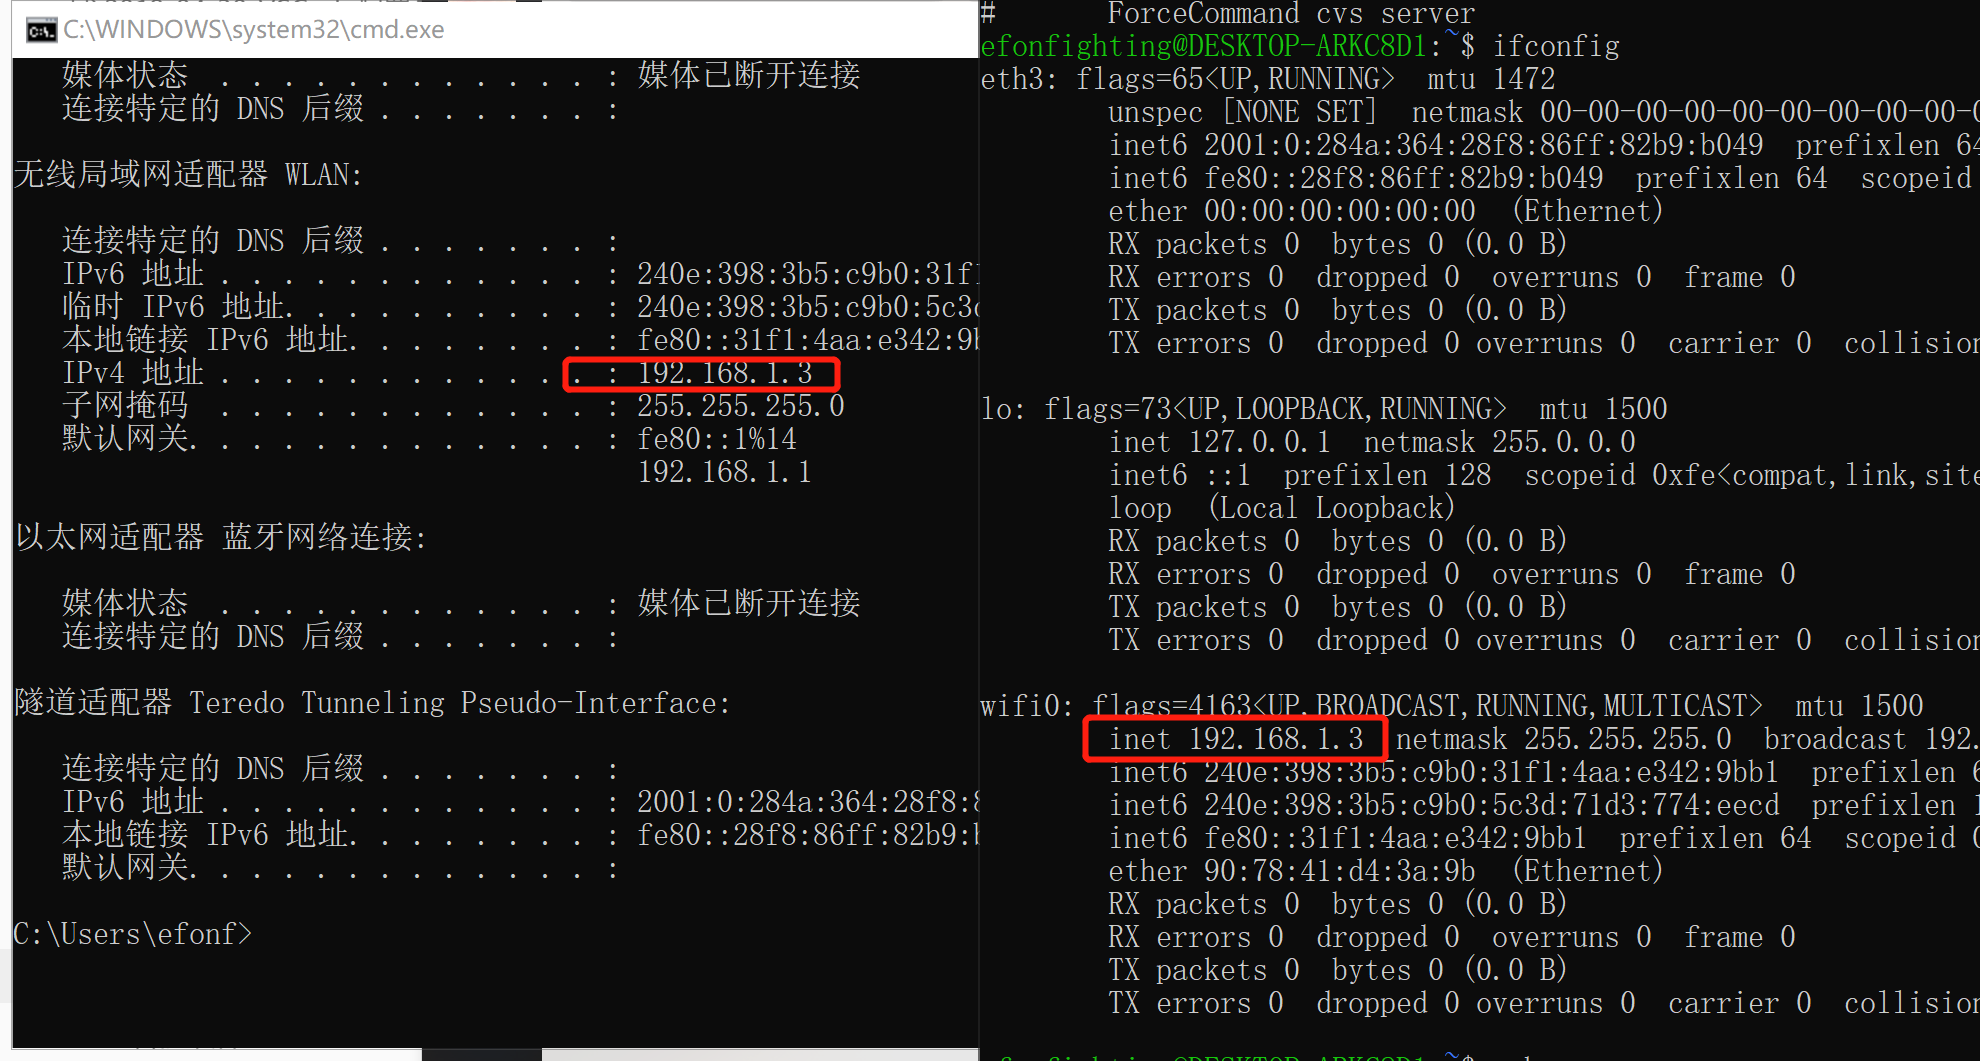 C:\WINDOWS\system32\cmd.exe
媒体状态  . . . . . . . . . . . . : 媒体已断开连接
连接特定的 DNS 后缀 . . . . . . . :
无线局域网适配器 WLAN:
连接特定的 DNS 后缀 . . . . . . . :
IPv6 地址 . . . . . . . . . . . . : 240e:398:3b5:c9b0:31f1
临时 IPv6 地址. . . . . . . . . . : 240e:398:3b5:c9b0:5c3
本地链接 IPv6 地址. . . . . . . . : fe80::31f1:4aa:e342:9b
IPv4 地址 . . . . . . . . . . . . : 192.168.1.3
子网掩码  . . . . . . . . . . . . : 255.255.255.0
默认网关. . . . . . . . . . . . . : fe80::1%14
192.168.1.1
以太网适配器 蓝牙网络连接:
媒体状态  . . . . . . . . . . . . : 媒体已断开连接
连接特定的 DNS 后缀 . . . . . . . :
隧道适配器 Teredo Tunneling Pseudo-Interface:
连接特定的 DNS 后缀 . . . . . . . :
IPv6 地址 . . . . . . . . . . . . : 2001:0:284a:364:28f8:8
本地链接 IPv6 地址. . . . . . . . : fe80::28f8:86ff:82b9:b
默认网关. . . . . . . . . . . . . :
C:\Users\efonf>
#       ForceCommand cvs server
efonfighting@DESKTOP-ARKC8D1:~$ ifconfig
eth3: flags=65<UP,RUNNING>  mtu 1472
unspec [NONE SET]  netmask 00-00-00-00-00-00-00-00-0
inet6 2001:0:284a:364:28f8:86ff:82b9:b049  prefixlen 64
inet6 fe80::28f8:86ff:82b9:b049  prefixlen 64  scopeid
ether 00:00:00:00:00:00  (Ethernet)
RX packets 0  bytes 0 (0.0 B)
RX errors 0  dropped 0  overruns 0  frame 0
TX packets 0  bytes 0 (0.0 B)
TX errors 0  dropped 0 overruns 0  carrier 0  collision
lo: flags=73<UP,LOOPBACK,RUNNING>  mtu 1500
inet 127.0.0.1  netmask 255.0.0.0
inet6 ::1  prefixlen 128  scopeid 0xfe<compat,link,site
loop  (Local Loopback)
RX packets 0  bytes 0 (0.0 B)
RX errors 0  dropped 0  overruns 0  frame 0
TX packets 0  bytes 0 (0.0 B)
TX errors 0  dropped 0 overruns 0  carrier 0  collision
wifi0: flags=4163<UP,BROADCAST,RUNNING,MULTICAST>  mtu 1500
inet 192.168.1.3  netmask 255.255.255.0  broadcast 192.
inet6 240e:398:3b5:c9b0:31f1:4aa:e342:9bb1  prefixlen 6
inet6 240e:398:3b5:c9b0:5c3d:71d3:774:eecd  prefixlen 1
inet6 fe80::31f1:4aa:e342:9bb1  prefixlen 64  scopeid 0
ether 90:78:41:d4:3a:9b  (Ethernet)
RX packets 0  bytes 0 (0.0 B)
RX errors 0  dropped 0  overruns 0  frame 0
TX packets 0  bytes 0 (0.0 B)
TX errors 0  dropped 0 overruns 0  carrier 0  collision